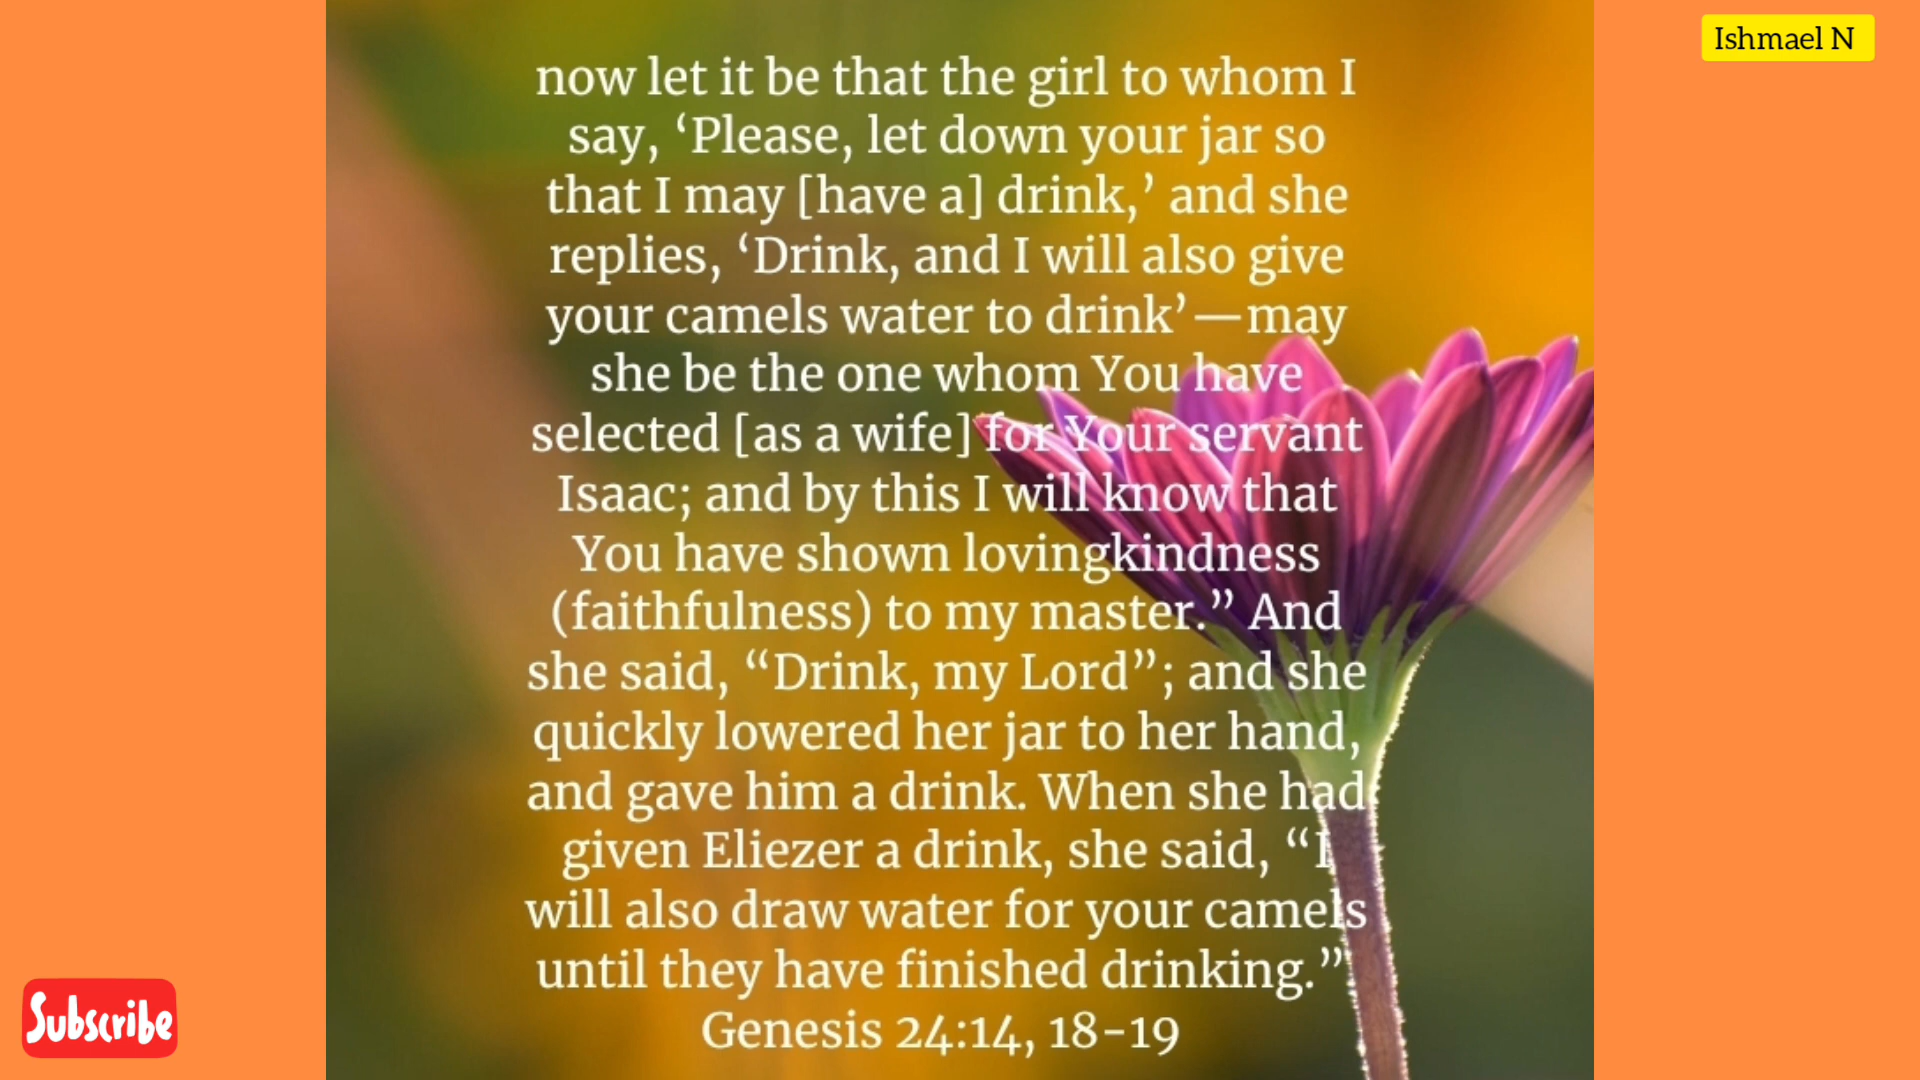 Ishmael N
now let it be that the girl to whom I
say, ‘Please, let down your jar so
that I may [have a] drink,’ and she
replies, ‘Drink, and I will also give
your camels water to drink’—may
she be the one whom You have
selected [as a wife] for Your servant
Isaac; and by this I will know that
You have shown lovingkindness
(faithfulness) to my master.” And
she said, “Drink, my Lord”; and she
quickly lowered her jar to her hand,
and gave him a drink. When she had
given Eliezer a drink, she said, “I
will also draw water for your camels
until they have finished drinking.”
Genesis 24:14, 18-19
Subscribe